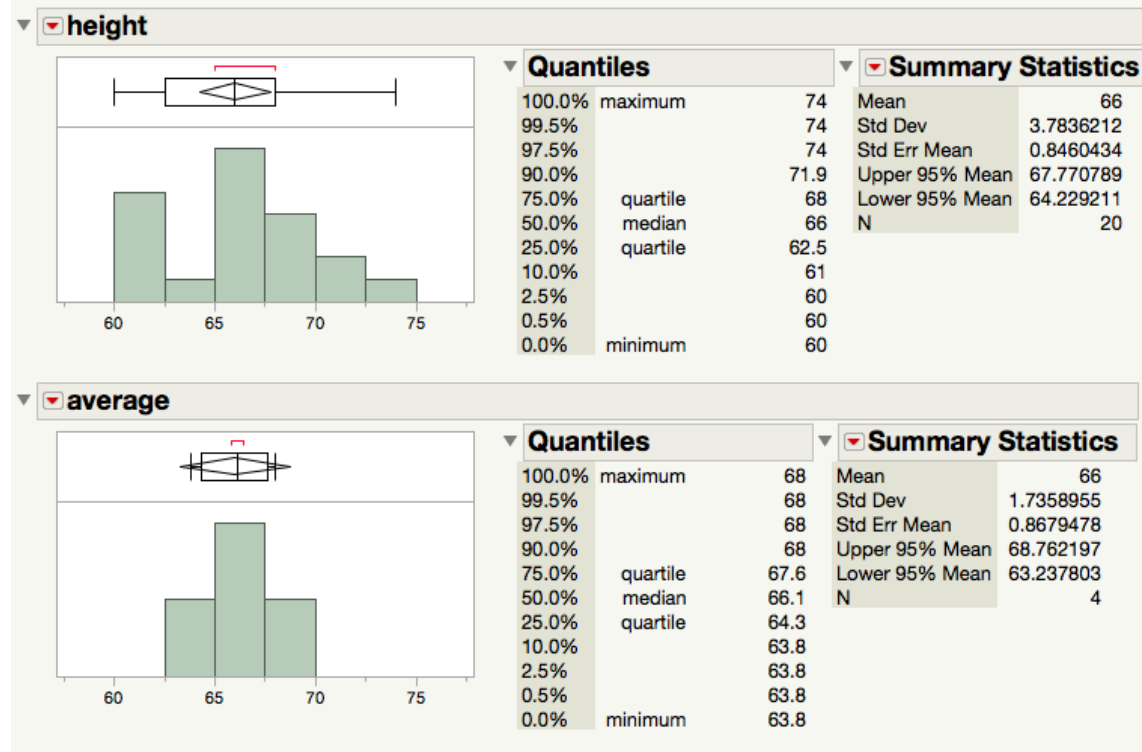 height
Quantiles
100.0% maximum 74
99.5% 74
97.5% 74
90.0% 71.9
75.0% quartile 68
50.0% median 66
25.0% quartile 62.5
10.0% 61
2.5% 60
0.5% 60
0.0% minimum 60
Summary Statistics
Mean 66
Std Dev 3.7836212
Std Err Mean 0.8460434
Upper 95% Mean 67.770789
Lower 95% Mean 64.229211
N 20
60 65 70 75
average
Quantiles
100.0% maximum 68
99.5% 68
97.5% 68
90.0% 68
75.0% quartile 67.6
50.0% median 66.1
25.0% quartile 64.3
10.0% 63.8
2.5% 63.8
0.5% 63.8
0.0% minimum 63.8
Summary Statistics
Mean 66
Std Dev 1.7358955
Std Err Mean 0.8679478
Upper 95% Mean 68.762197
Lower 95% Mean 63.237803
N 4
60 65 70 75